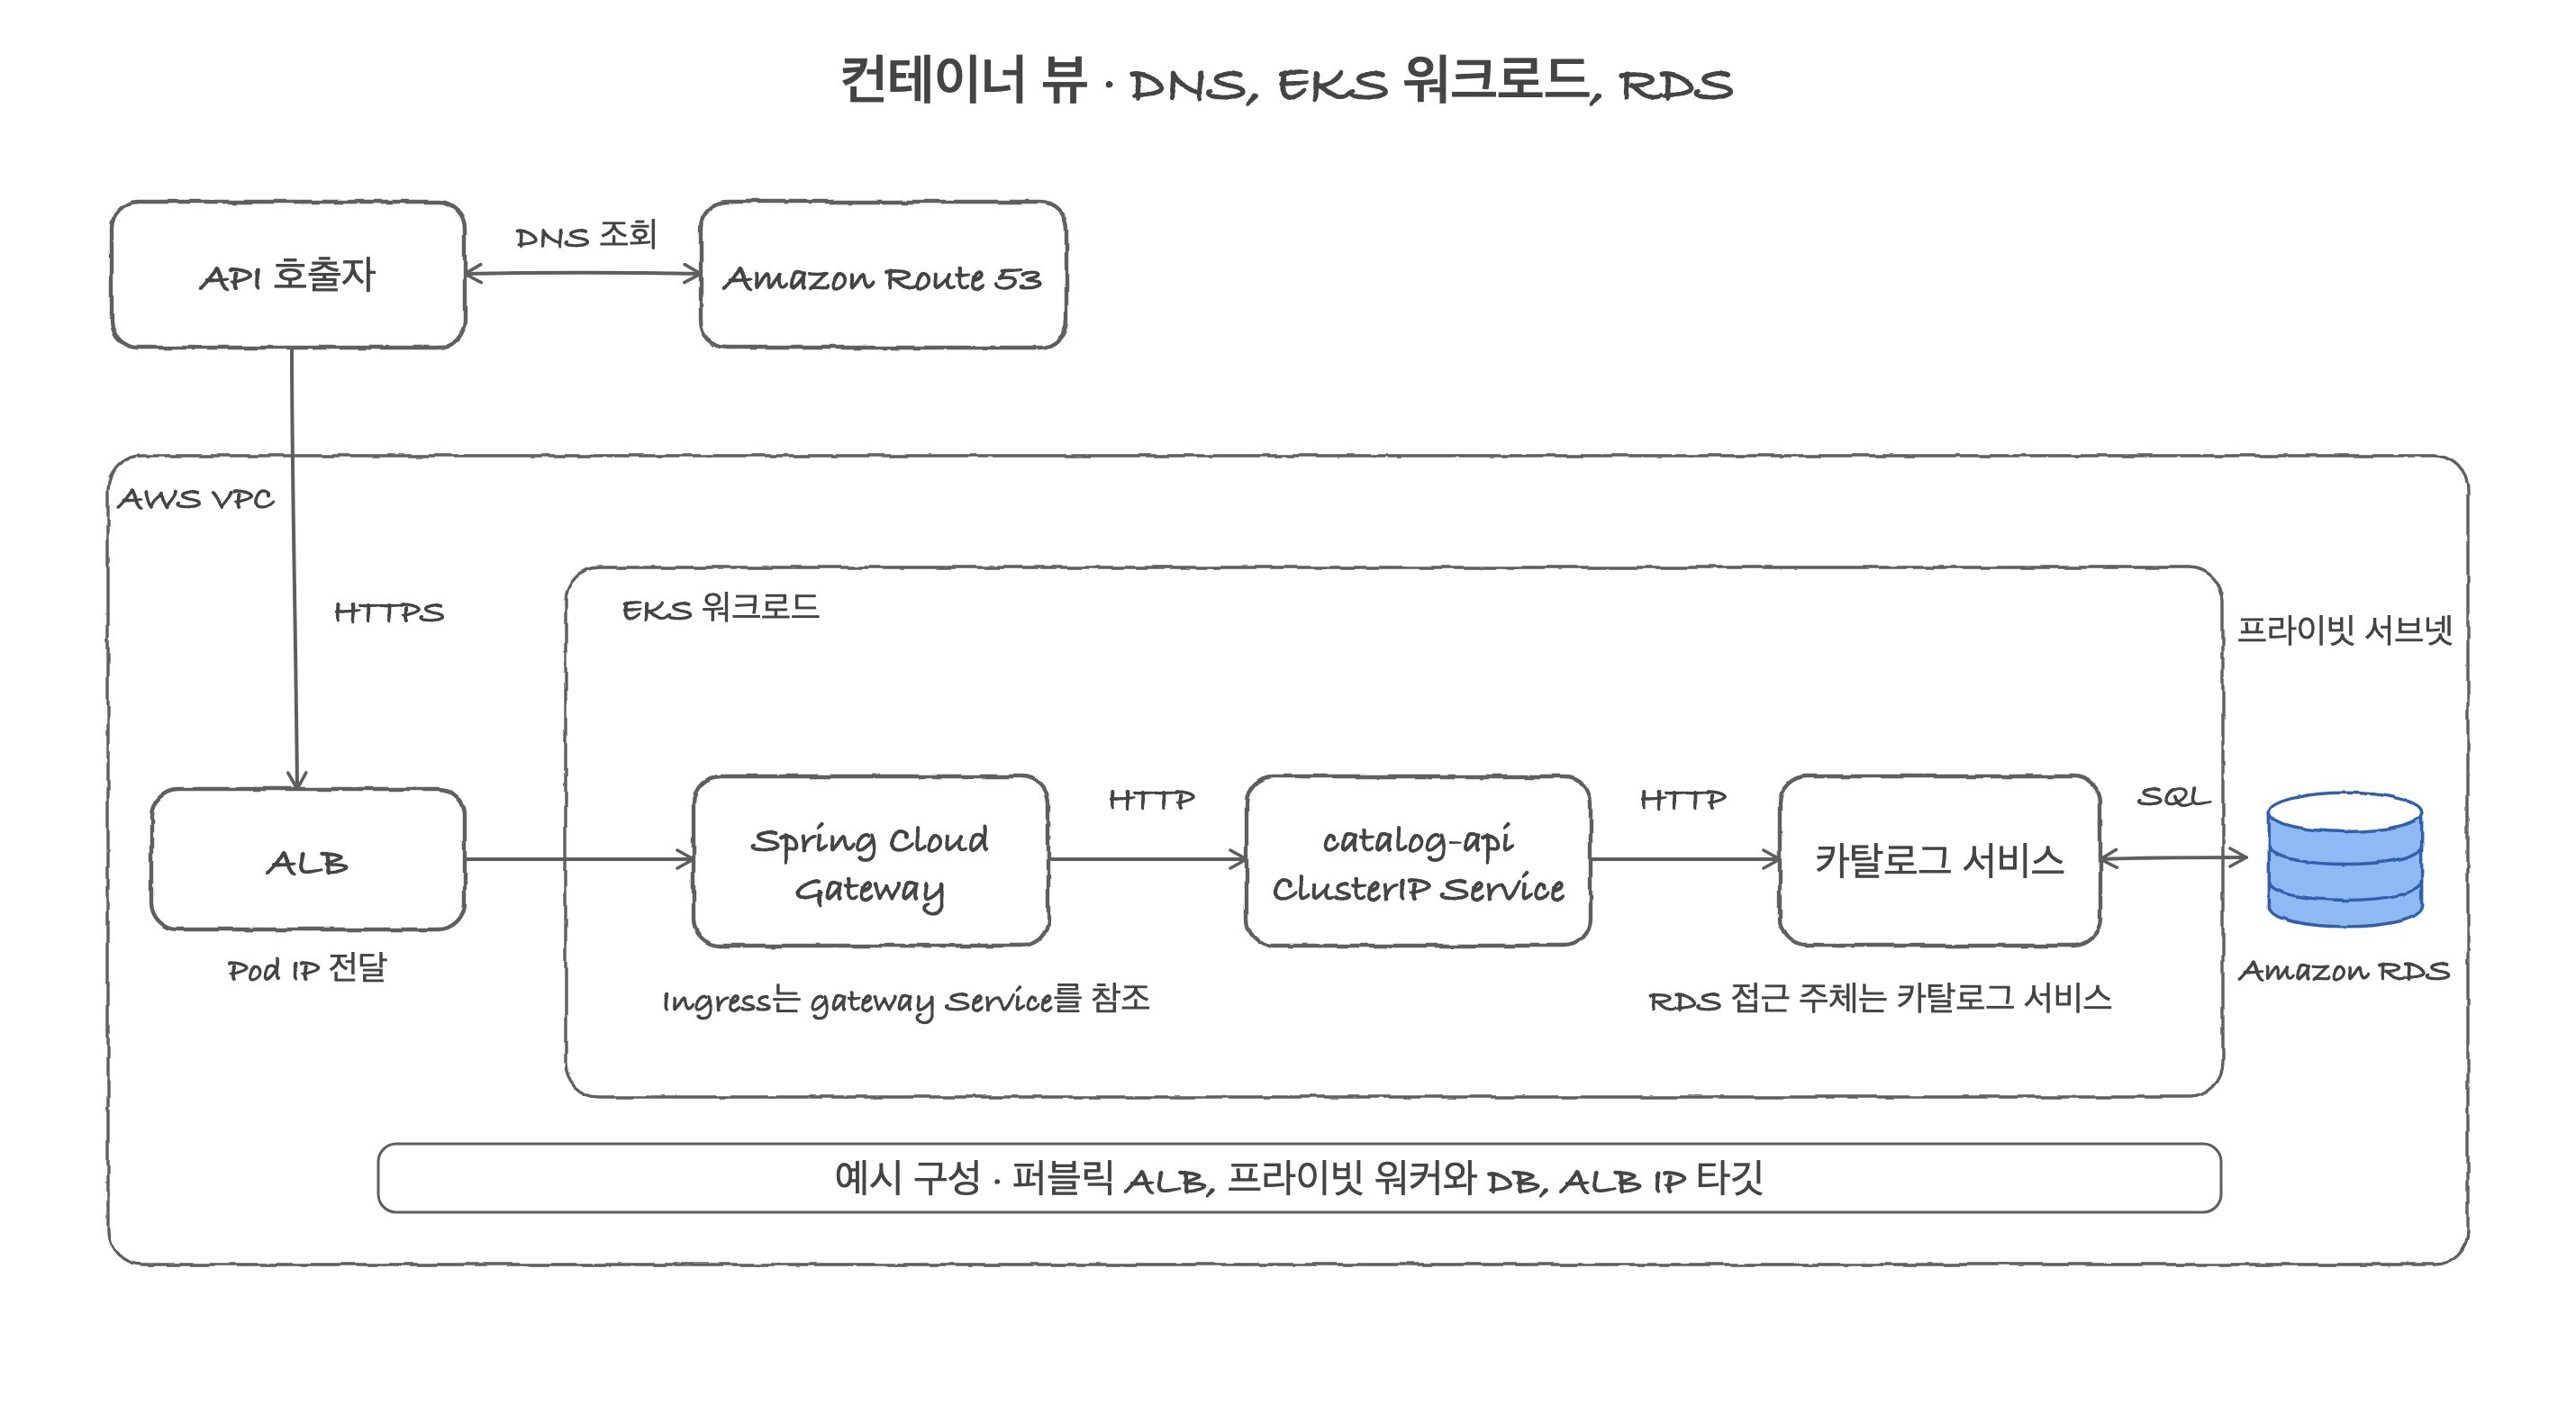 컨테이너 뷰 · DNS, EKS 워크로드, RDS
API 호출자
DNS 조회
Amazon Route 53
AWS VPC
HTTPS
EKS 워크로드
프라이빗 서브넷
ALB
Pod IP 전달
Spring Cloud
Gateway
HTTP
catalog-api
ClusterIP Service
HTTP
카탈로그 서비스
SQL
Amazon RDS
Ingress는 gateway Service를 참조
RDS 접근 주체는 카탈로그 서비스
예시 구성 · 퍼블릭 ALB, 프라이빗 워커와 DB, ALB IP 타깃